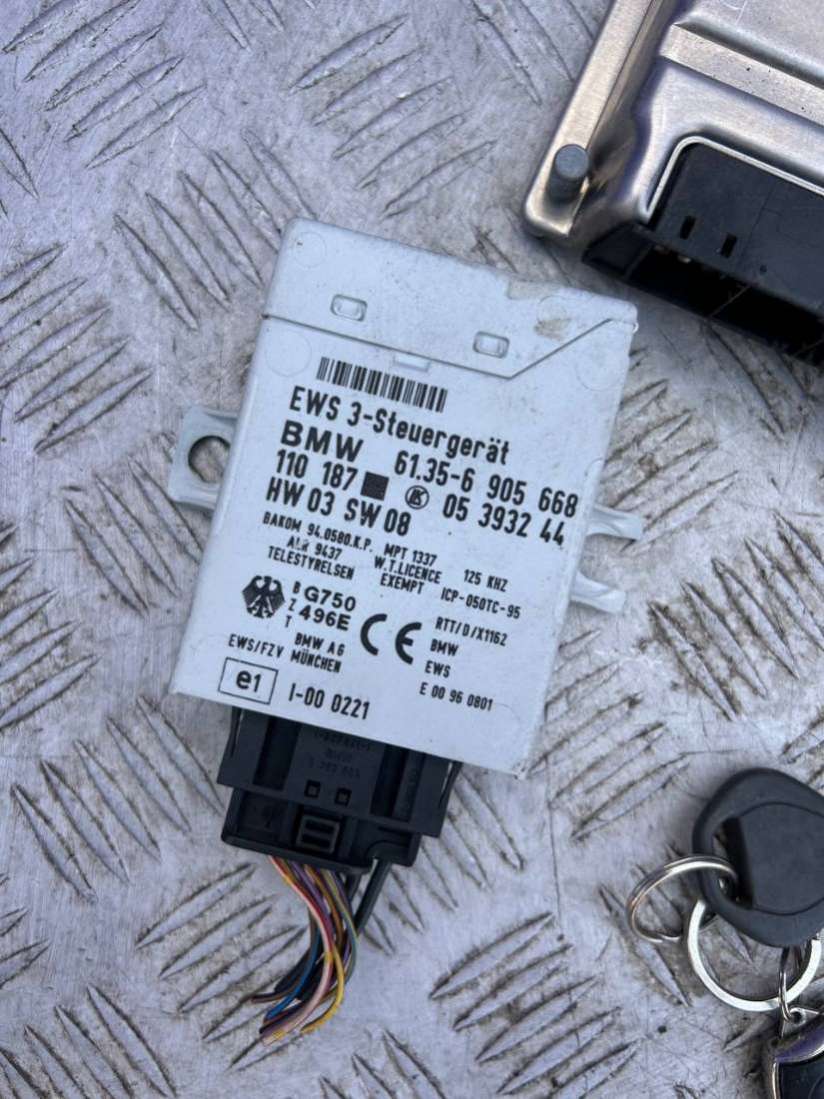 EWS 3-Steuergerät
BMW 61.35-6 905 668
110 187 05 3932 44
HW 03 SW 08
BAKOM 94.0580.K.P. MPT 1337 125 KHZ
9437 W.T.LICENCE ICP-050TC-95
TELESTYRELSEN EXEMPT
BZT G750 496E CE RTT/D/X1162
BMW
EWS/FZV BMW AG MÜNCHEN EWS
E 00 96 0801
e1 I-00 0221